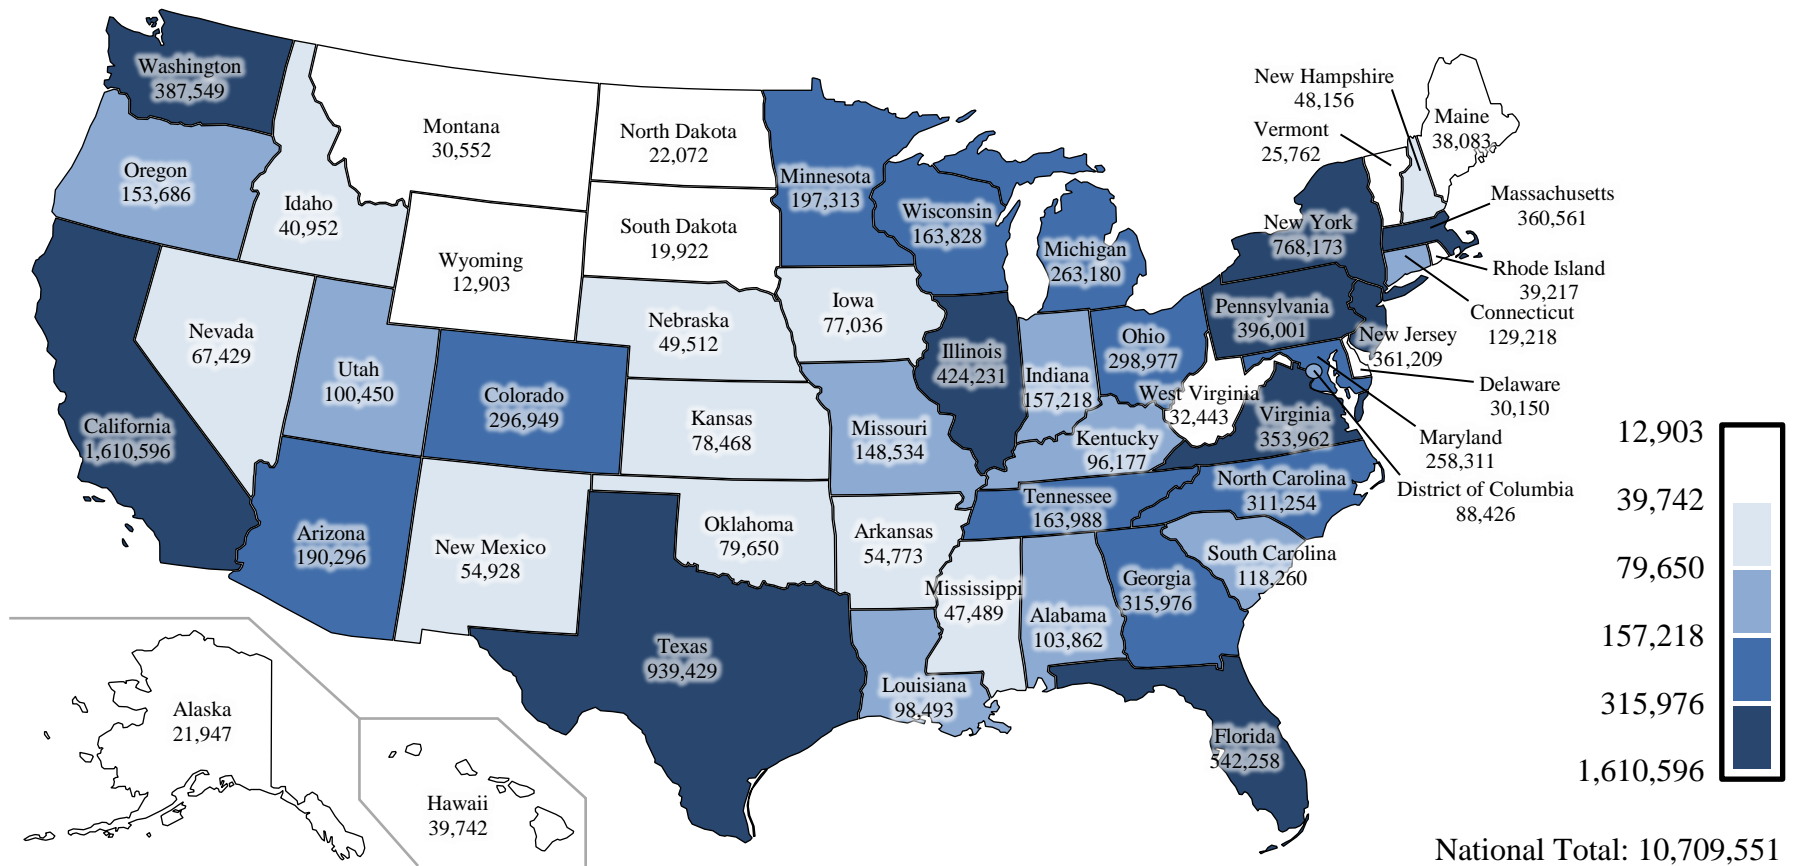 Washington
387,549
Oregon
153,686
California
1,610,596
Idaho
40,952
Nevada
67,429
Montana
30,552
Wyoming
12,903
Utah
100,450
Colorado
296,949
Arizona
190,296
New Mexico
54,928
North Dakota
22,072
South Dakota
19,922
Nebraska
49,512
Kansas
78,468
Oklahoma
79,650
Texas
939,429
Minnesota
197,313
Iowa
77,036
Missouri
148,534
Arkansas
54,773
Louisiana
98,493
Wisconsin
163,828
Illinois
424,231
Michigan
263,180
Indiana
157,218
Ohio
298,977
Kentucky
96,177
Tennessee
163,988
Mississippi
47,489
Alabama
103,862
Georgia
315,976
Florida
542,258
South Carolina
118,260
North Carolina
311,254
Virginia
353,962
West Virginia
32,443
Pennsylvania
396,001
New York
768,173
Vermont
25,762
New Hampshire
48,156
Maine
38,083
Massachusetts
360,561
Rhode Island
39,217
Connecticut
129,218
New Jersey
361,209
Delaware
30,150
Maryland
258,311
District of Columbia
88,426
Alaska
21,947
Hawaii
39,742
12,903
39,742
79,650
157,218
315,976
1,610,596
National Total: 10,709,551